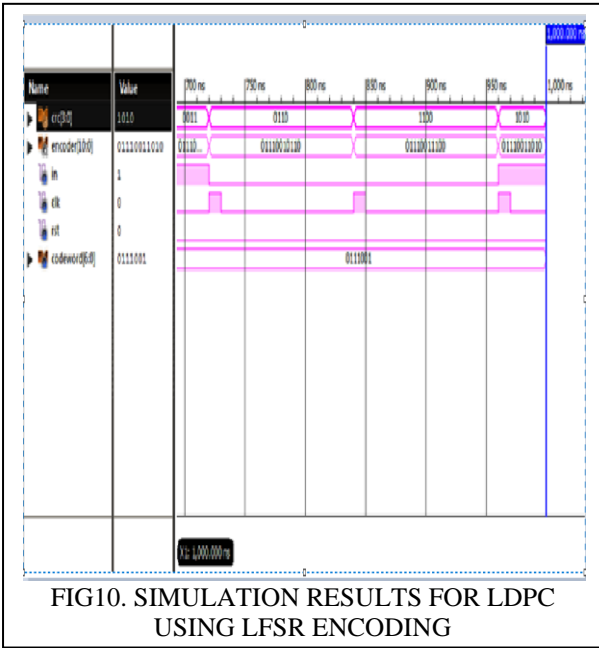 1,000.000 ns
Name Value
700 ns 750 ns 800 ns 850 ns 900 ns 950 ns 1,000 ns
crc[3:0] 1010 0011 0110 1100 1010
encoder[10:0] 01110011010 01110... 01110010110 01110011100 01110011010
in 1
clk 0
rst 0
codeword[6:0] 0111001 0111001
X1: 1,000.000 ns
FIG10. SIMULATION RESULTS FOR LDPC
USING LFSR ENCODING